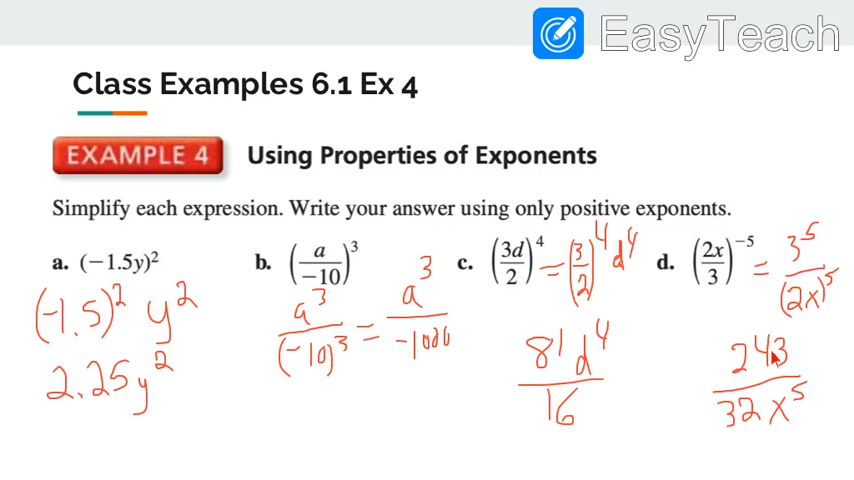 EasyTeach
Class Examples 6.1 Ex 4
EXAMPLE 4 Using Properties of Exponents
Simplify each expression. Write your answer using only positive exponents.
a. (−1.5y)²
(-1.5)² y²
2.25y²
b. (a/−10)³
a³/(-10)³ = a³/-1000
c. (3d/2)⁴ = (3/2)⁴ d⁴
81d⁴/16
d. (2x/3)⁻⁵ = 3⁵/(2x)⁵
243/32x⁵